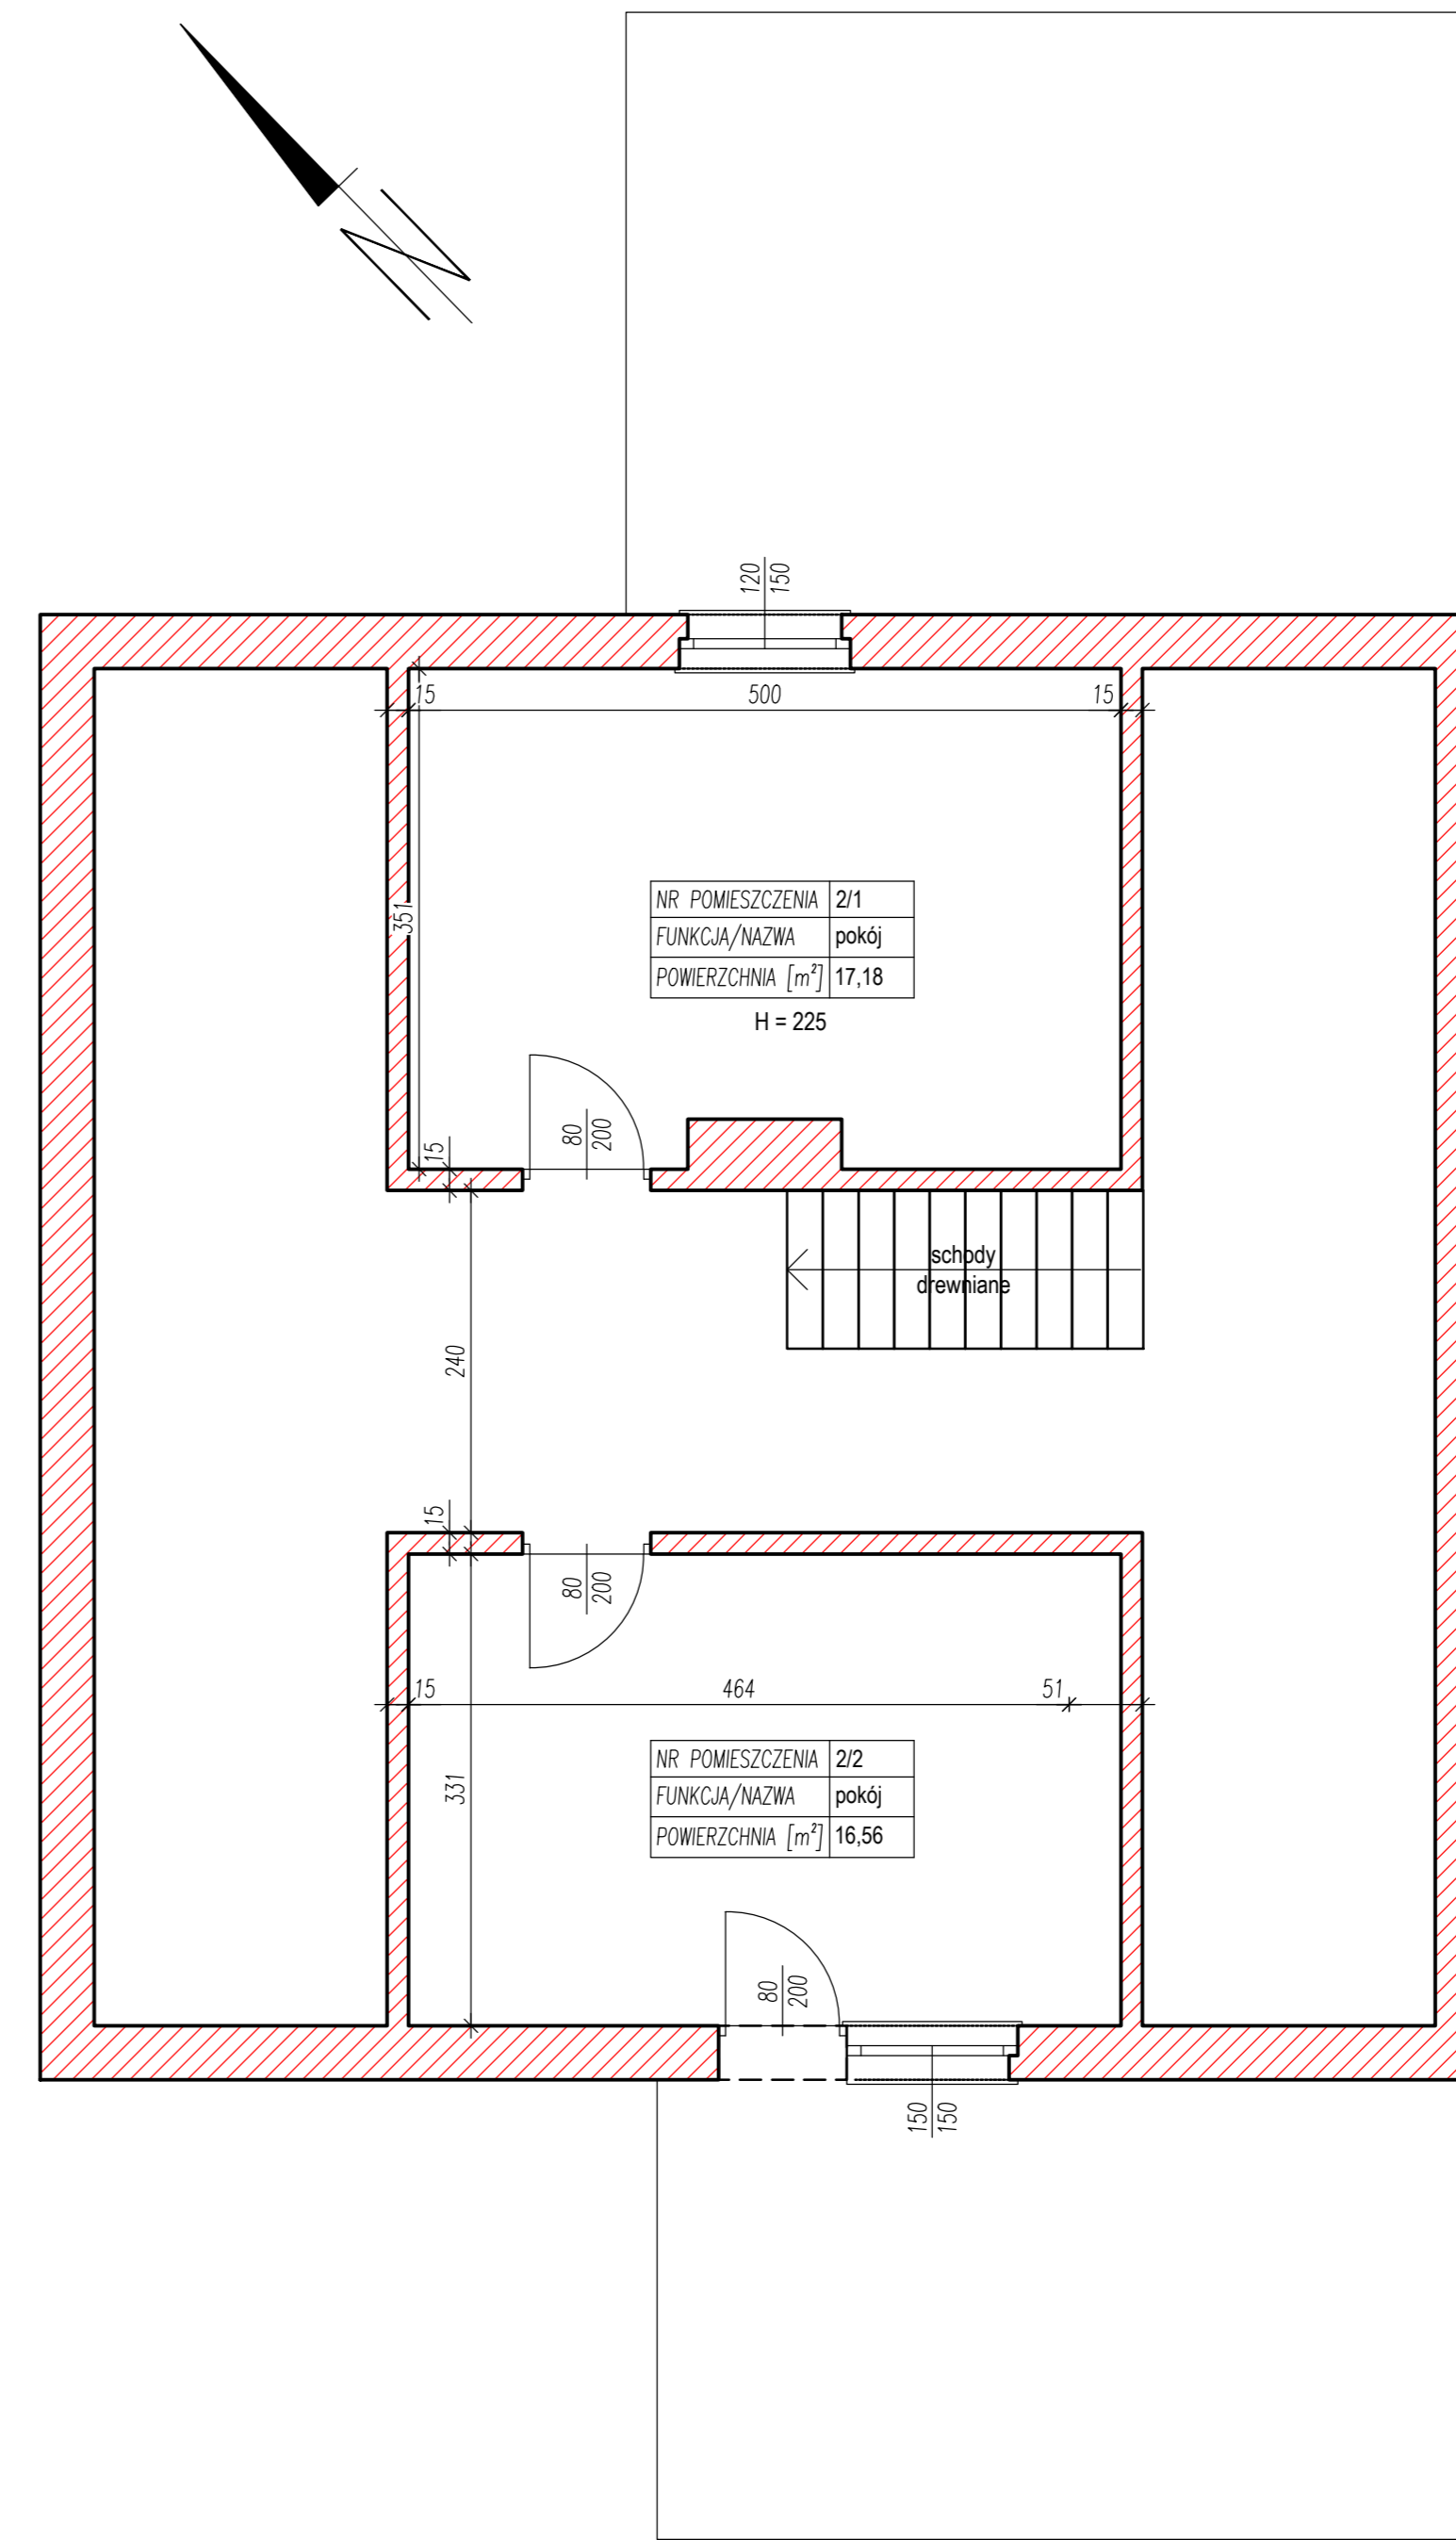 N
120
150
15
500
15
351
NR POMIESZCZENIA 2/1
FUNKCJA/NAZWA pokój
POWIERZCHNIA [m²] 17,18
H = 225
80
200
15
schody
drewniane
240
15
80
200
15
464
51
331
NR POMIESZCZENIA 2/2
FUNKCJA/NAZWA pokój
POWIERZCHNIA [m²] 16,56
80
200
150
150